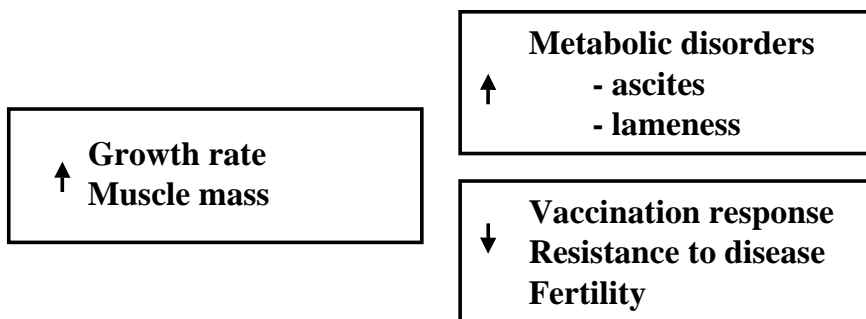 Growth rate
Muscle mass
Metabolic disorders
- ascites
- lameness
Vaccination response
Resistance to disease
Fertility